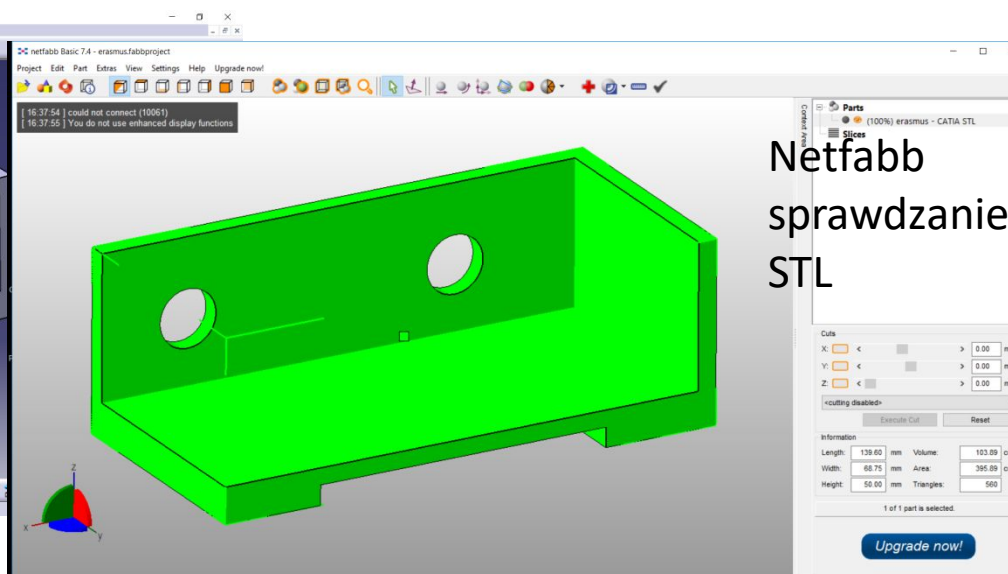 netfabb Basic 7.4 - erasmus.fabbproject
Project Edit Part Extras View Settings Help Upgrade now!
[ 16:37:54 ] could not connect (10061)
[ 16:37:55 ] You do not use enhanced display functions
Context Area
Parts
(100%) erasmus - CATIA STL
Slices
Netfabb
sprawdzanie
STL
Cuts
X: < > 0.00
Y: < > 0.00
Z: < > 0.00
<cutting disabled>
Execute Cut Reset
Information
Length: 139.60 mm Volume: 103.89
Width: 68.75 mm Area: 395.89
Height: 50.00 mm Triangles: 560
1 of 1 part is selected.
Upgrade now!
z
x
y